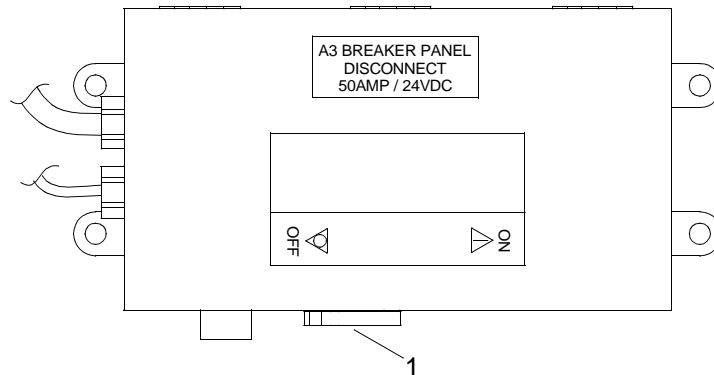 A3 BREAKER PANEL
DISCONNECT
50AMP / 24VDC
OFF
ON
1